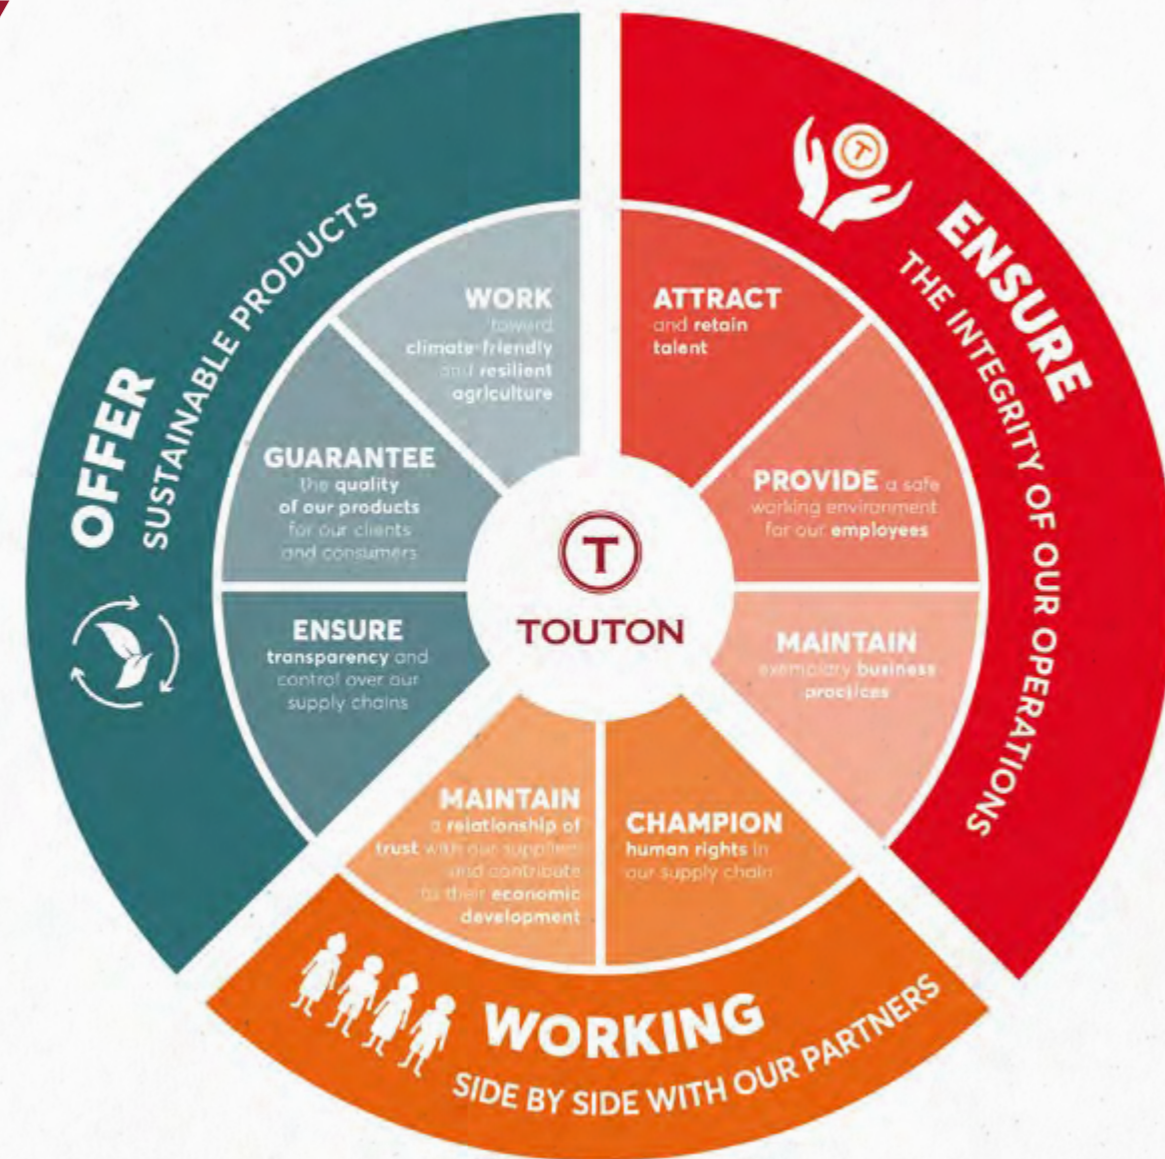 OFFER
SUSTAINABLE PRODUCTS
WORK
toward
climate-friendly
and resilient
agriculture
GUARANTEE
the quality
of our products
for our clients
and consumers
ENSURE
transparency and
control over our
supply chains
T
ENSURE
THE INTEGRITY OF OUR OPERATIONS
ATTRACT
and retain
talent
PROVIDE a safe
working environment
for our employees
MAINTAIN
exemplary business
practices
T
TOUTON
MAINTAIN
a relationship of
trust with our suppliers
and contribute
to their economic
development
CHAMPION
human rights in
our supply chain
WORKING
SIDE BY SIDE WITH OUR PARTNERS